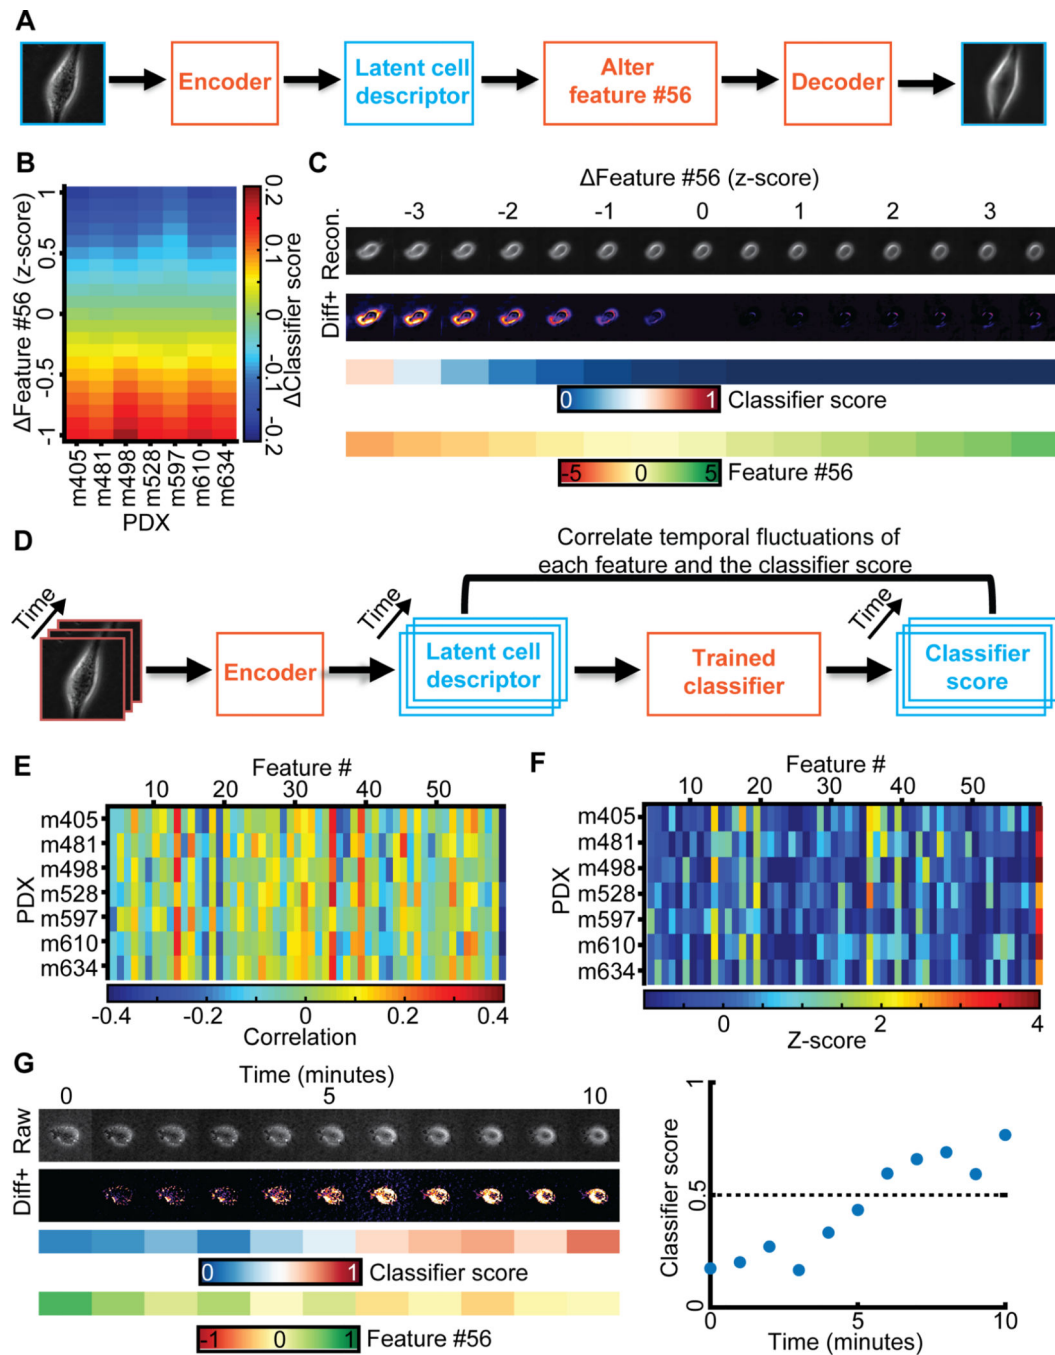 A
Encoder
Latent cell
descriptor
Alter
feature #56
Decoder
B
ΔFeature #56 (z-score)
1
0.5
0
-0.5
-1
m405
m481
m498
m528
m597
m610
m634
PDX
0.2
0.1
0
-0.1
-0.2
ΔClassifier score
C
ΔFeature #56 (z-score)
-3 -2 -1 0 1 2 3
Recon.
Diff+
0 1 Classifier score
-5 0 5 Feature #56
D
Correlate temporal fluctuations of
each feature and the classifier score
Time
Time
Time
Encoder
Latent cell
descriptor
Trained
classifier
Classifier
score
E
Feature #
10 20 30 40 50
PDX
m405
m481
m498
m528
m597
m610
m634
-0.4 -0.2 0 0.2 0.4
Correlation
F
Feature #
10 20 30 40 50
PDX
m405
m481
m498
m528
m597
m610
m634
0 2 4
Z-score
G
Time (minutes)
0 5 10
Raw
Diff+
0 1 Classifier score
-1 0 1 Feature #56
Classifier score
1
0.5
0
0 5 10
Time (minutes)